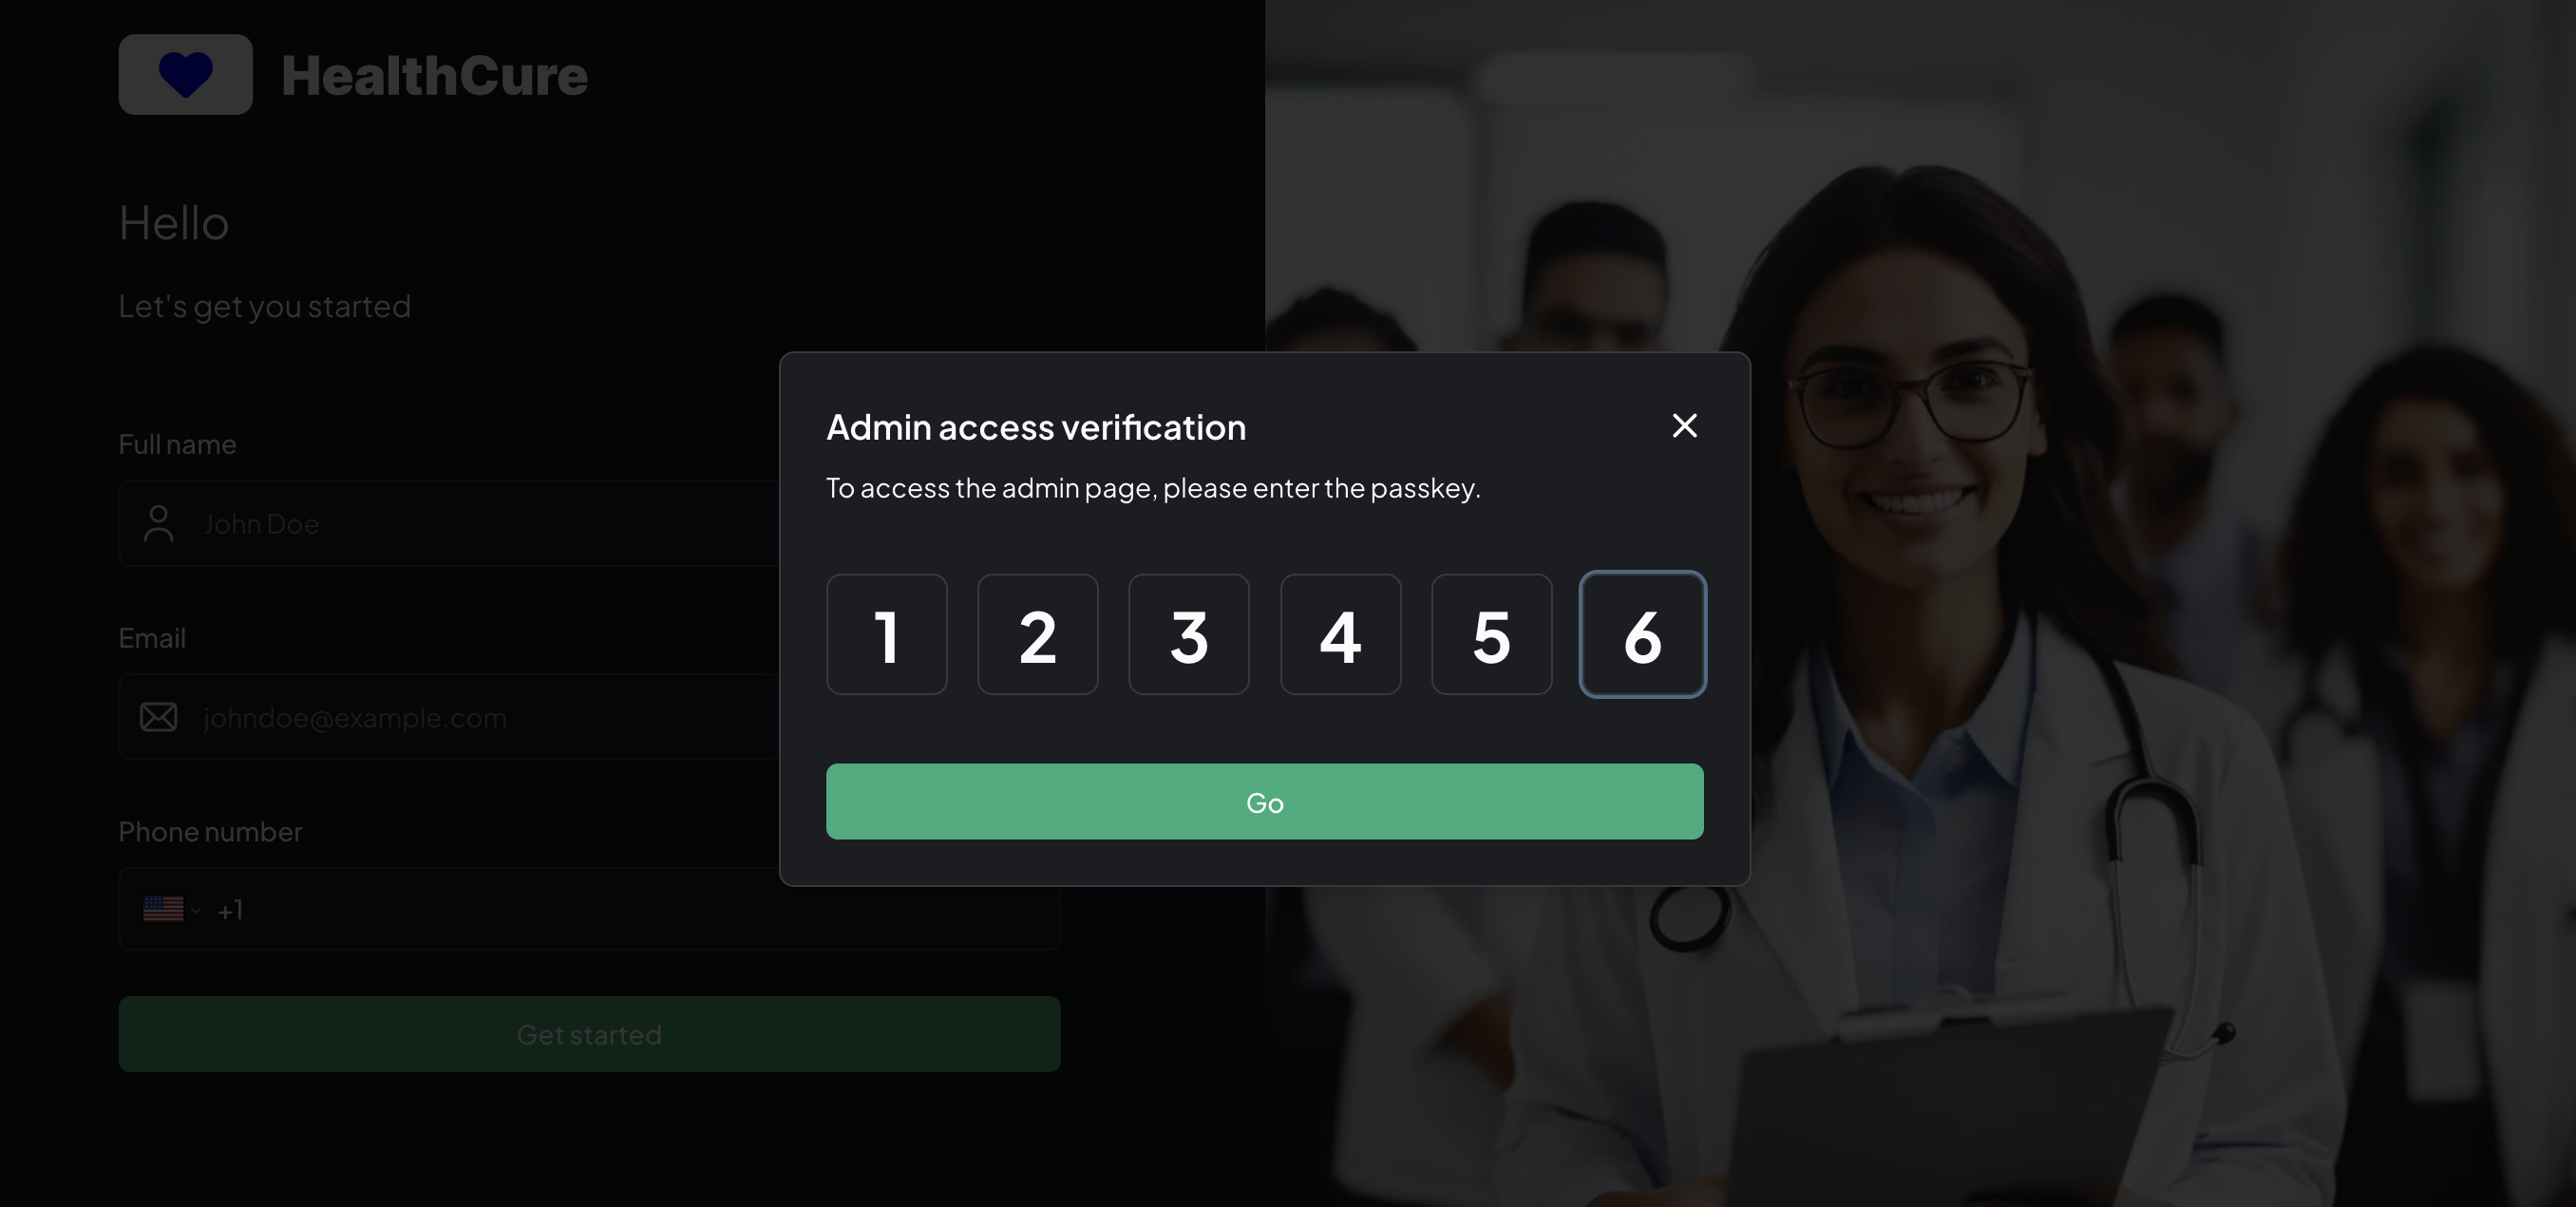 HealthCure
Hello
Let's get you started
Full name
John Doe
Email
johndoe@example.com
Phone number
+1
Get started
Admin access verification
To access the admin page, please enter the passkey.
1 2 3 4 5 6
Go